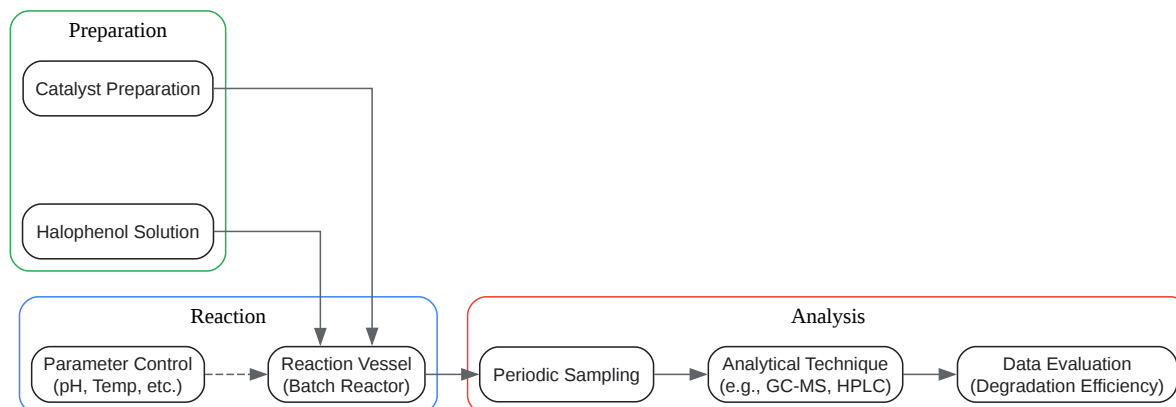 Preparation
Catalyst Preparation
Halophenol Solution
Reaction
Parameter Control
(pH, Temp, etc.)
Reaction Vessel
(Batch Reactor)
Analysis
Periodic Sampling
Analytical Technique
(e.g., GC-MS, HPLC)
Data Evaluation
(Degradation Efficiency)